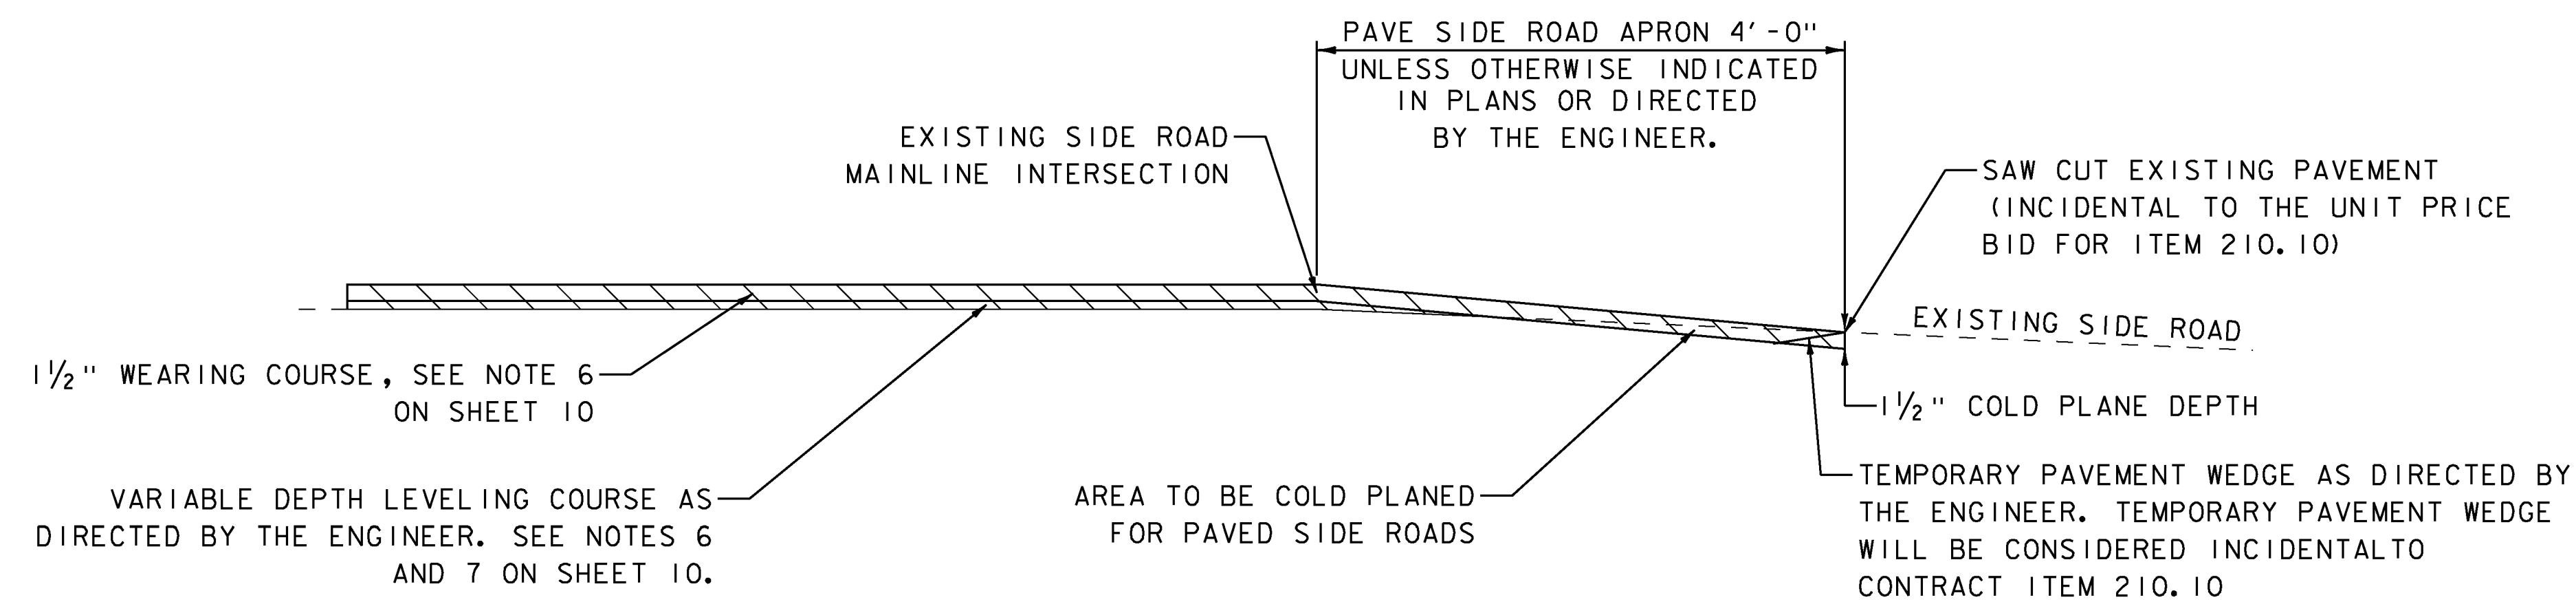 PAVE SIDE ROAD APRON 4'-0"
UNLESS OTHERWISE INDICATED
IN PLANS OR DIRECTED
BY THE ENGINEER.
EXISTING SIDE ROAD
MAINLINE INTERSECTION
SAW CUT EXISTING PAVEMENT
(INCIDENTAL TO THE UNIT PRICE
BID FOR ITEM 210.10)
EXISTING SIDE ROAD
1½" WEARING COURSE, SEE NOTE 6
ON SHEET 10
1½" COLD PLANE DEPTH
VARIABLE DEPTH LEVELING COURSE AS
DIRECTED BY THE ENGINEER. SEE NOTES 6
AND 7 ON SHEET 10.
AREA TO BE COLD PLANED
FOR PAVED SIDE ROADS
TEMPORARY PAVEMENT WEDGE AS DIRECTED BY
THE ENGINEER. TEMPORARY PAVEMENT WEDGE
WILL BE CONSIDERED INCIDENTALTO
CONTRACT ITEM 210.10